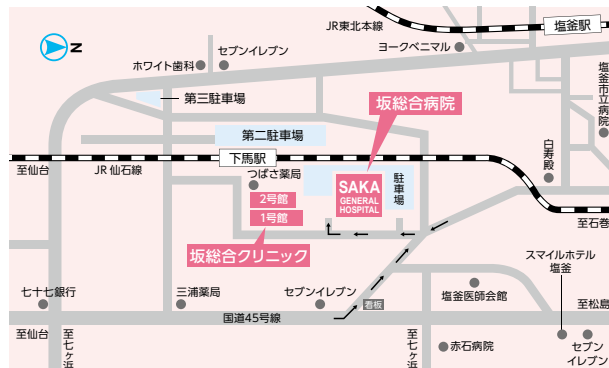 JR東北本線
塩釜駅
N
ヨークベニマル
セブンイレブン
ホワイト歯科
塩釜市立病院
第三駐車場
坂総合病院
第二駐車場
白寿殿
下馬駅
至仙台
JR仙石線
つばさ薬局
駐車場
SAKA
GENERAL
HOSPITAL
2号館
1号館
至石巻
坂総合クリニック
スマイルホテル
塩釜
七十七銀行
三浦薬局
セブンイレブン
塩釜医師会館
看板
至松島
国道45号線
至仙台
至七ヶ浜
至七ヶ浜
赤石病院
セブン
イレブン